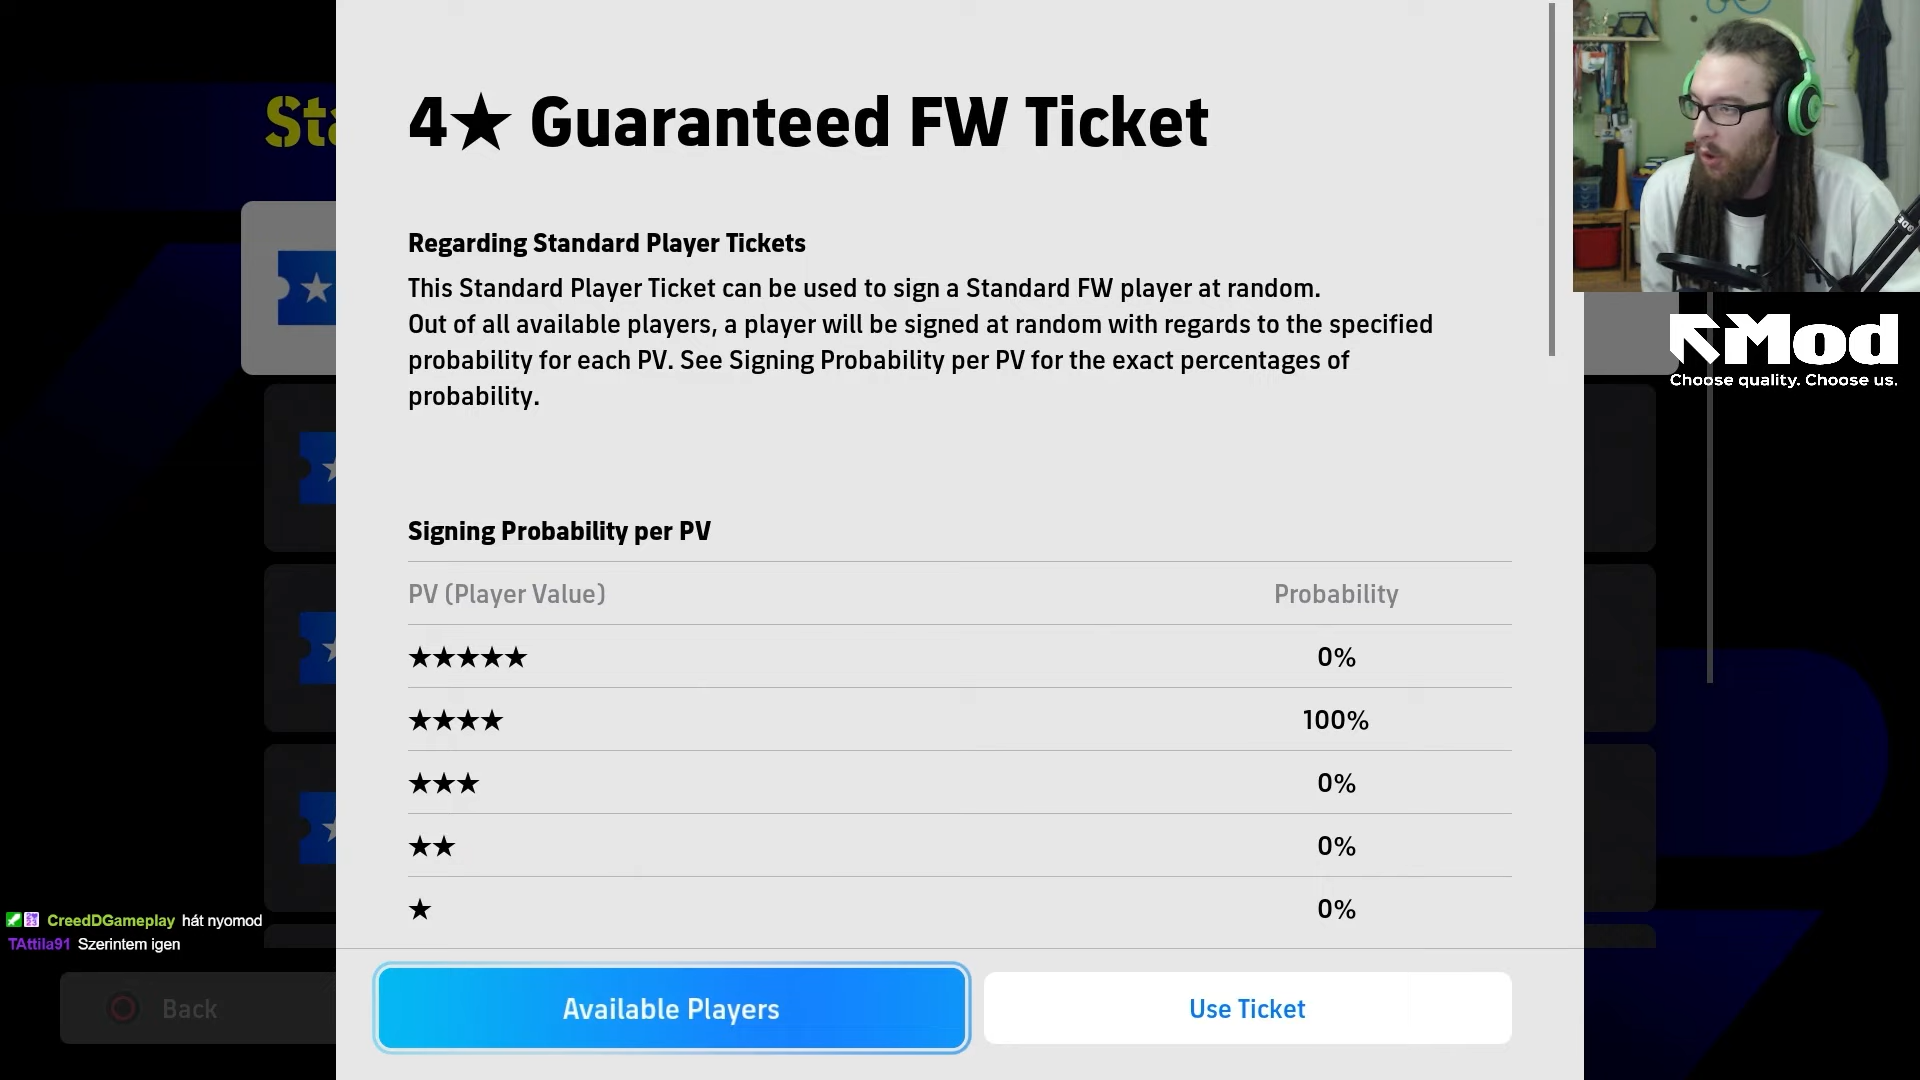 4★ Guaranteed FW Ticket
Regarding Standard Player Tickets
This Standard Player Ticket can be used to sign a Standard FW player at random.
Out of all available players, a player will be signed at random with regards to the specified
probability for each PV. See Signing Probability per PV for the exact percentages of
probability.
Signing Probability per PV
PV (Player Value) Probability
★★★★★ 0%
★★★★ 100%
★★★ 0%
★★ 0%
★ 0%
Available Players
Use Ticket
Back
CreedDGameplay hát nyomod
TAttila91 Szerintem igen
Mod
Choose quality. Choose us.